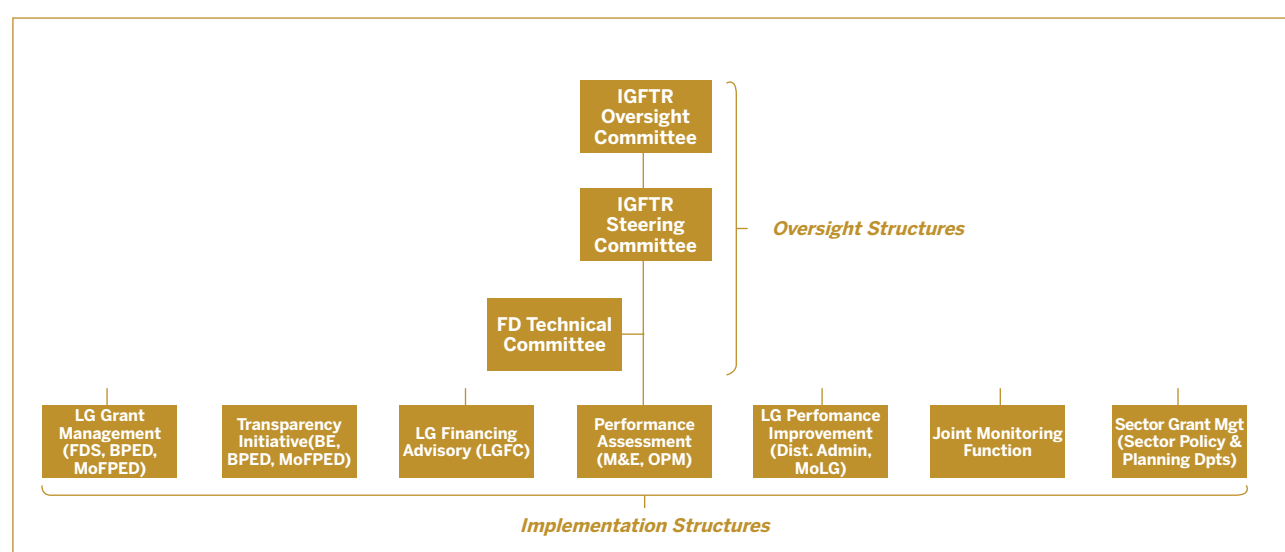 IGFTR
Oversight
Committee
IGFTR
Steering
Committee
Oversight Structures
FD Technical
Committee
LG Grant
Management
(FDS, BPED,
MoFPED)
Transparency
Initiative(BE,
BPED, MoFPED)
LG Financing
Advisory (LGFC)
Performance
Assessment
(M&E, OPM)
LG Perfomance
Improvement
(Dist. Admin,
MoLG)
Joint Monitoring
Function
Sector Grant Mgt
(Sector Policy &
Planning Dpts)
Implementation Structures